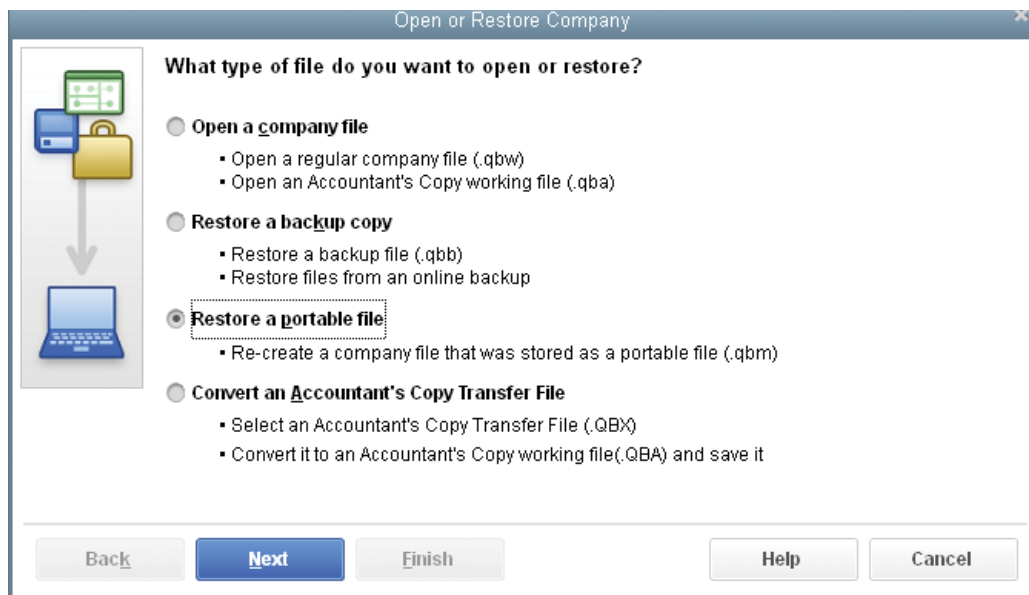 Open or Restore Company
What type of file do you want to open or restore?
Open a company file
▪ Open a regular company file (.qbw)
▪ Open an Accountant's Copy working file (.qba)
Restore a backup copy
▪ Restore a backup file (.qbb)
▪ Restore files from an online backup
Restore a portable file
▪ Re-create a company file that was stored as a portable file (.qbm)
Convert an Accountant's Copy Transfer File
▪ Select an Accountant's Copy Transfer File (.QBX)
▪ Convert it to an Accountant's Copy working file(.QBA) and save it
Back Next Finish Help Cancel